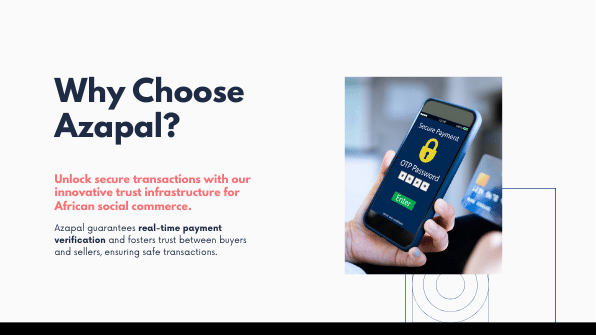 Why Choose
Azapal?
Unlock secure transactions with our
innovative trust infrastructure for
African social commerce.
Azapal guarantees real-time payment
verification and fosters trust between buyers
and sellers, ensuring safe transactions.
Secure Payment
OTP Password
Enter